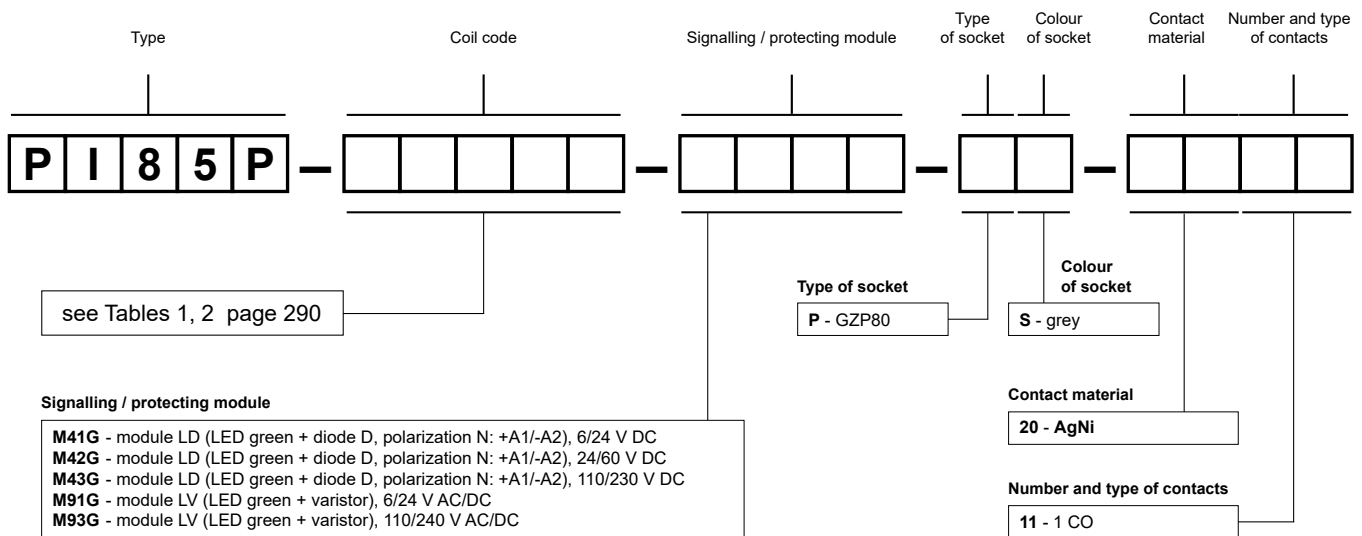 Type
Coil code
Signalling / protecting module
Type
of socket
Colour
of socket
Contact
material
Number and type
of contacts
P I 8 5 P – – – –
see Tables 1, 2 page 290
Type of socket
P - GZP80
Colour
of socket
S - grey
Signalling / protecting module
M41G - module LD (LED green + diode D, polarization N: +A1/-A2), 6/24 V DC
M42G - module LD (LED green + diode D, polarization N: +A1/-A2), 24/60 V DC
M43G - module LD (LED green + diode D, polarization N: +A1/-A2), 110/230 V DC
M91G - module LV (LED green + varistor), 6/24 V AC/DC
M93G - module LV (LED green + varistor), 110/240 V AC/DC
Contact material
20 - AgNi
Number and type of contacts
11 - 1 CO